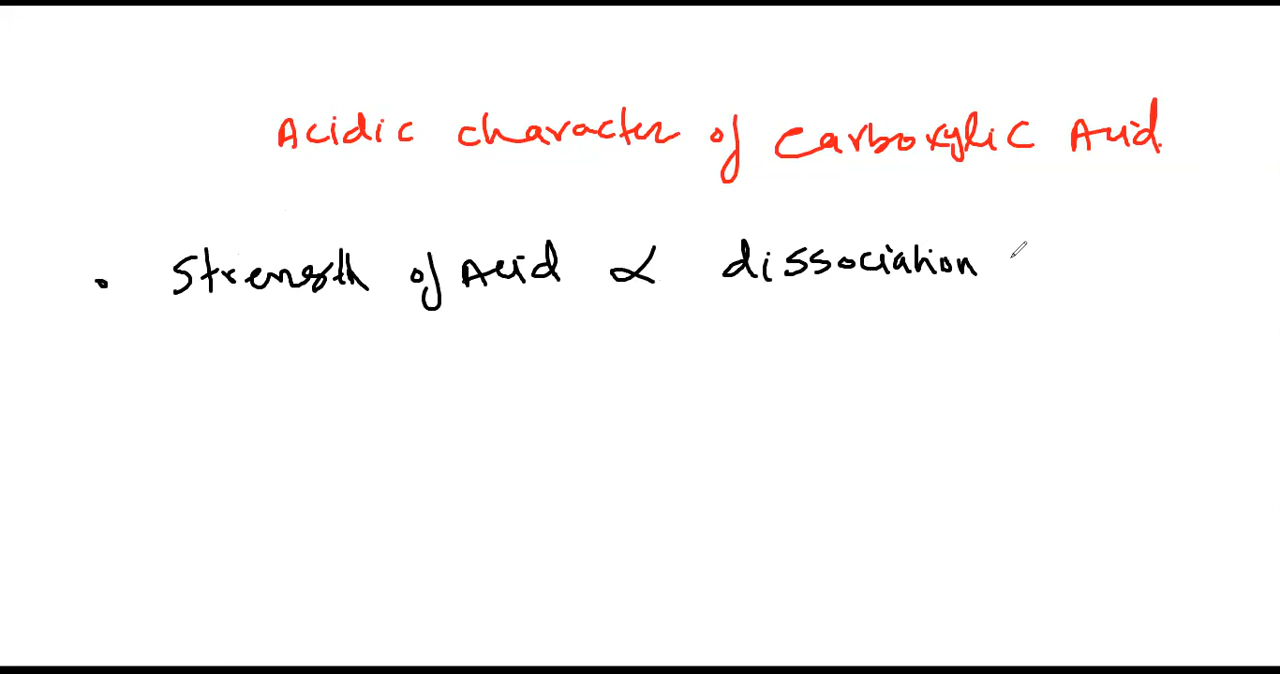 Acidic character of Carboxylic Acid
• Strength of Acid ∝ dissociation